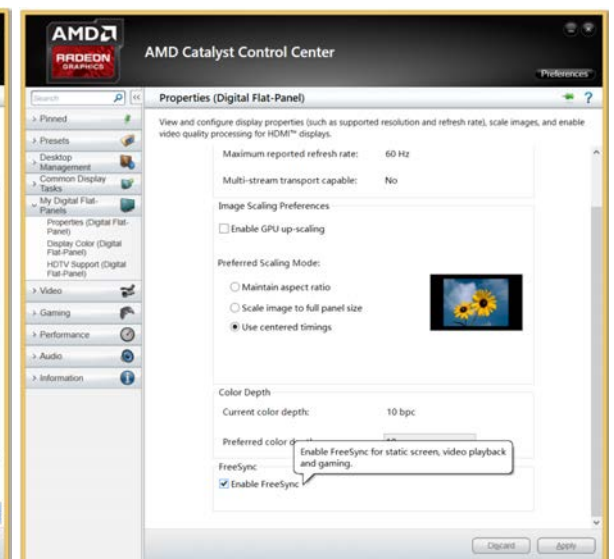 AMD
RADEON
GRAPHICS
AMD Catalyst Control Center
Preferences
Search
Properties (Digital Flat-Panel)
?
View and configure display properties (such as supported resolution and refresh rate), scale images, and enable
video quality processing for HDMI™ displays.
Pinned
Presets
Desktop
Management
Common Display
Tasks
My Digital Flat-
Panels
Properties (Digital Flat-
Panel)
Display Color (Digital
Flat-Panel)
HDTV Support (Digital
Flat-Panel)
Video
Gaming
Performance
Audio
Information
Maximum reported refresh rate: 60 Hz
Multi-stream transport capable: No
Image Scaling Preferences
Enable GPU up-scaling
Preferred Scaling Mode:
Maintain aspect ratio
Scale image to full panel size
Use centered timings
Color Depth
Current color depth: 10 bpc
Preferred color
Enable FreeSync for static screen, video playback
and gaming.
FreeSync
Enable FreeSync
Discard
Apply